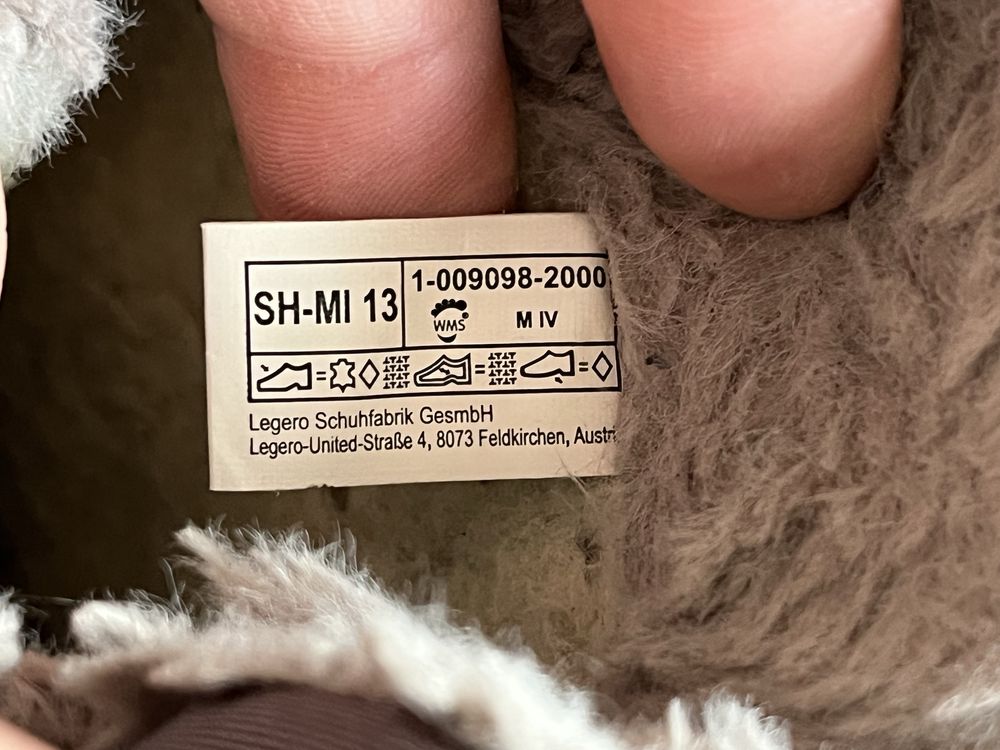 SH-MI 13
1-009098-2000
WMS
M IV
Legero Schuhfabrik GesmbH
Legero-United-Straße 4, 8073 Feldkirchen, Austr